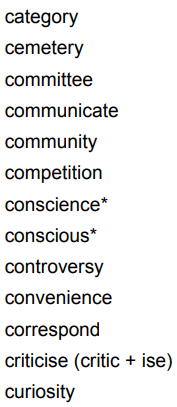 category
cemetery
committee
communicate
community
competition
conscience*
conscious*
controversy
convenience
correspond
criticise (critic + ise)
curiosity